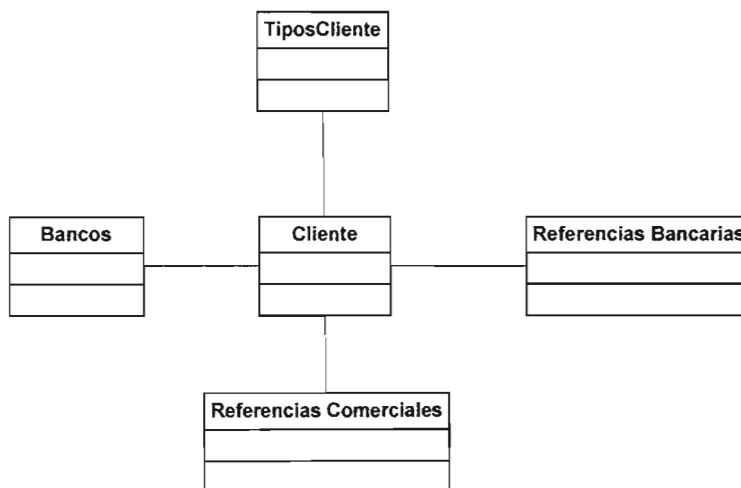 TiposCliente
Bancos
Cliente
Referencias Bancarias
Referencias Comerciales